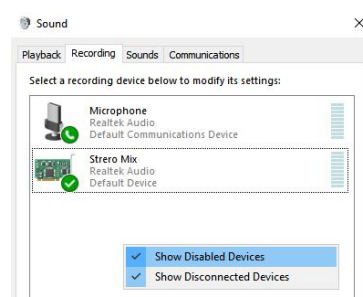 Sound
Playback Recording Sounds Communications
Select a recording device below to modify its settings:
Microphone
Realtek Audio
Default Communications Device
Strero Mix
Realtek Audio
Default Device
Show Disabled Devices
Show Disconnected Devices